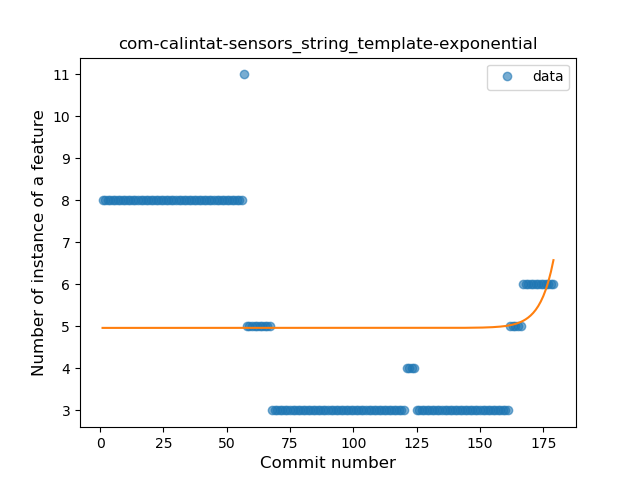 com-calintat-sensors_string_template-exponential
data
Number of instance of a feature
11
10
9
8
7
6
5
4
3
0 25 50 75 100 125 150 175
Commit number